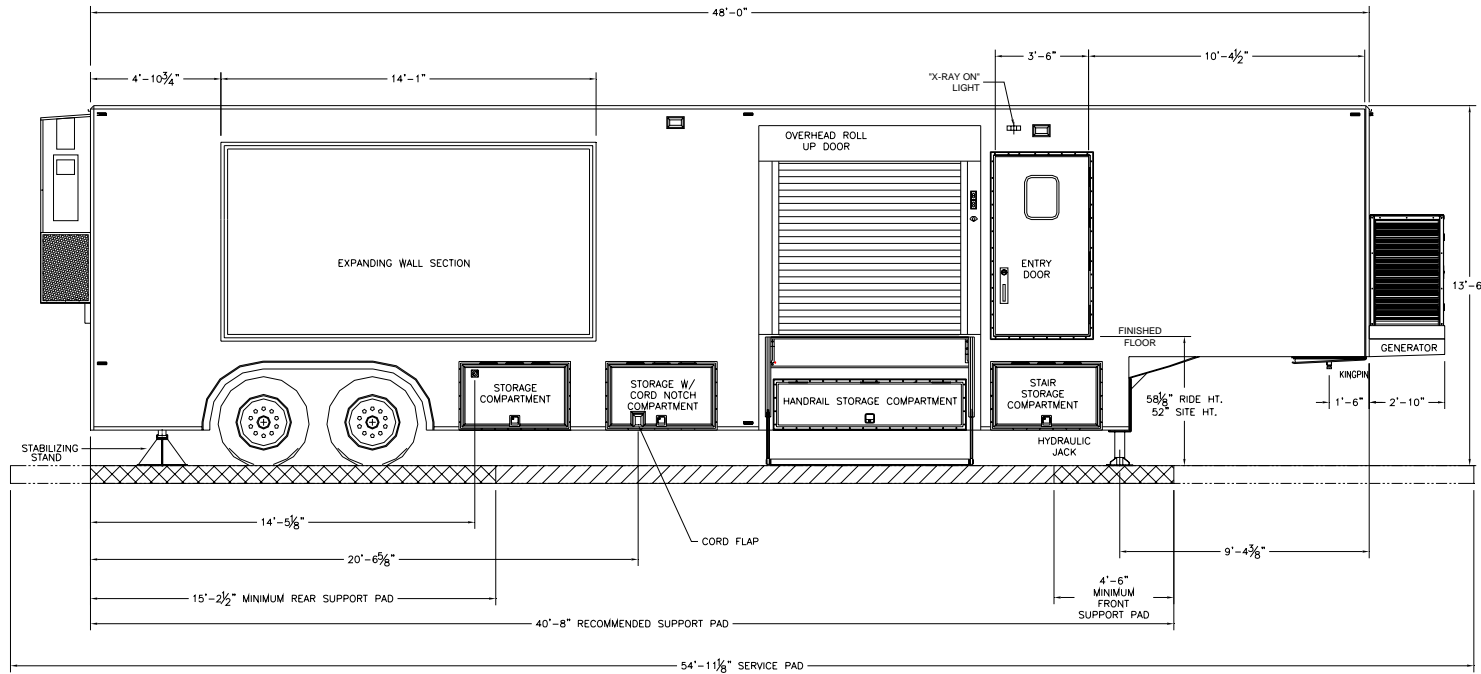 48'-0"
4'-10¾"
14'-1"
3'-6"
10'-4½"
"X-RAY ON"
LIGHT
OVERHEAD ROLL
UP DOOR
EXPANDING WALL SECTION
ENTRY
DOOR
13'-6
FINISHED
FLOOR
GENERATOR
KINGPIN
STORAGE
COMPARTMENT
STORAGE W/
CORD NOTCH
COMPARTMENT
HANDRAIL STORAGE COMPARTMENT
STAIR
STORAGE
COMPARTMENT
58⅛" RIDE HT.
52" SITE HT.
1'-6"
2'-10"
STABILIZING
STAND
HYDRAULIC
JACK
14'-5⅛"
CORD FLAP
20'-6⅝"
9'-4⅜"
15'-2½" MINIMUM REAR SUPPORT PAD
4'-6"
MINIMUM
FRONT
SUPPORT PAD
40'-8" RECOMMENDED SUPPORT PAD
54'-11⅛" SERVICE PAD